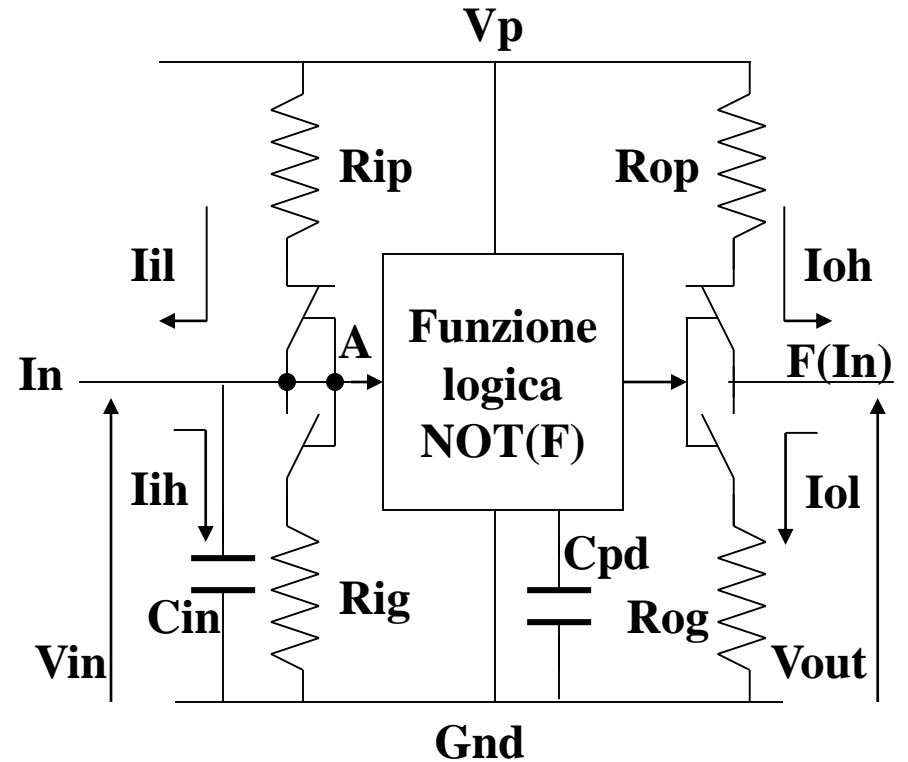 Vp
Rip
Rop
Iil
Ioh
Funzione
logica
NOT(F)
A
In
F(In)
Iih
Iol
Cpd
Cin
Rig
Rog
Vin
Vout
Gnd